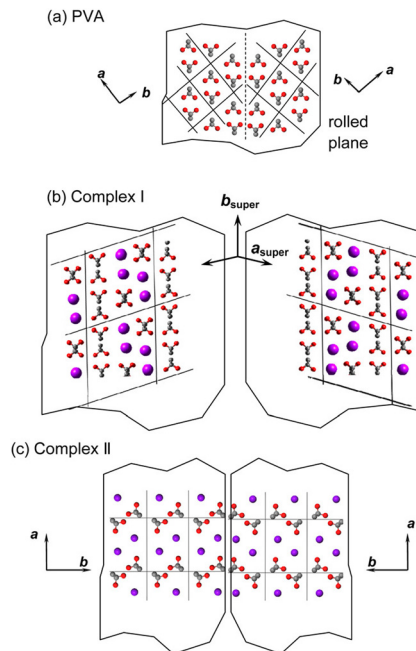 (a) PVA
a
b
b
a
rolled
plane
(b) Complex I
b super
a super
(c) Complex II
a
b
a
b